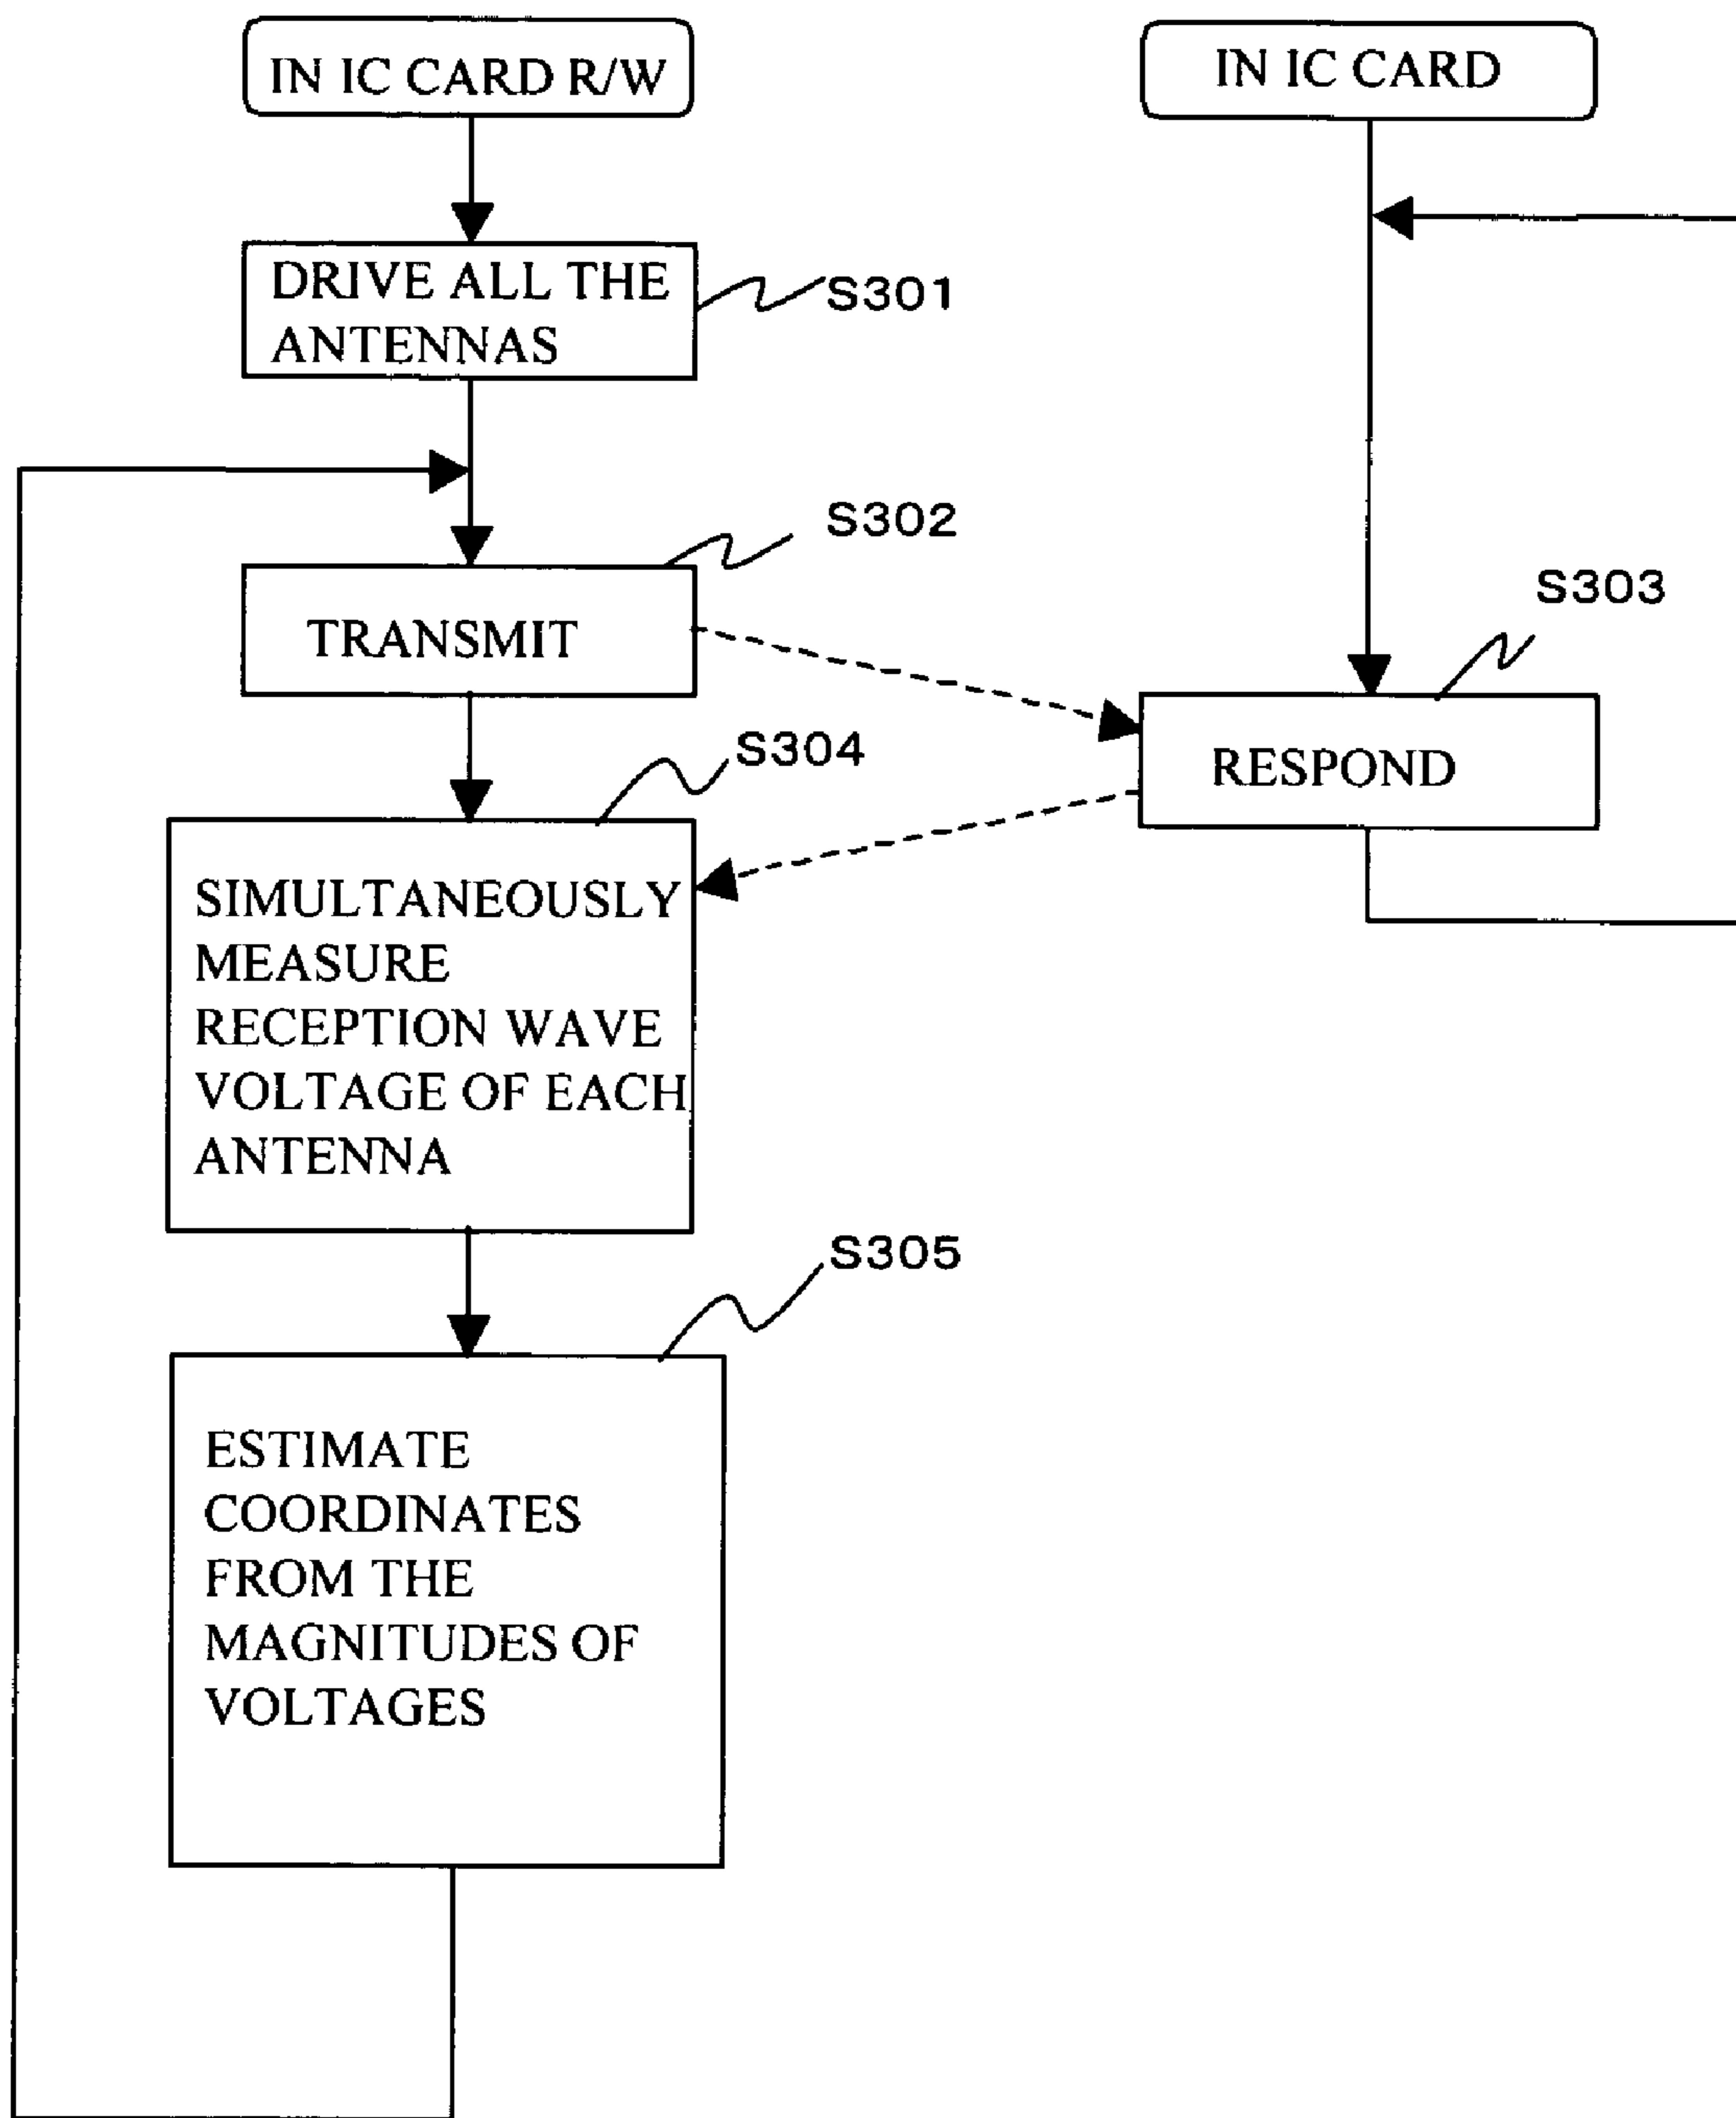 IN IC CARD R/W
IN IC CARD
DRIVE ALL THE
ANTENNAS
S301
S302
TRANSMIT
S303
RESPOND
S304
SIMULTANEOUSLY
MEASURE
RECEPTION WAVE
VOLTAGE OF EACH
ANTENNA
S305
ESTIMATE
COORDINATES
FROM THE
MAGNITUDES OF
VOLTAGES